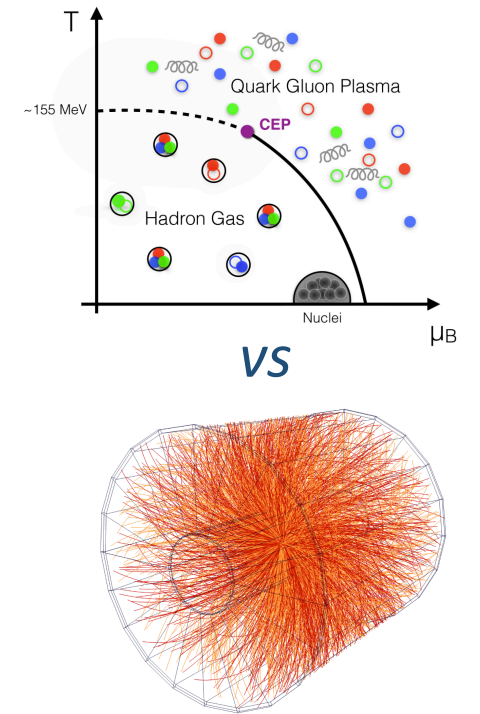 T
Quark Gluon Plasma
~155 MeV
CEP
Hadron Gas
Nuclei
μB
vs